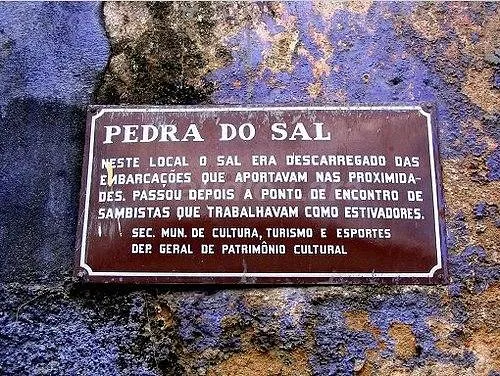 PEDRA DO SAL
NESTE LOCAL O SAL ERA DESCARREGADO DAS
EMBARCAÇÕES QUE APORTAVAM NAS PROXIMIDA-
DES. PASSOU DEPOIS A PONTO DE ENCONTRO DE
SAMBISTAS QUE TRABALHAVAM COMO ESTIVADORES.
SEC. MUN. DE CULTURA, TURISMO E ESPORTES
DEP. GERAL DE PATRIMÔNIO CULTURAL